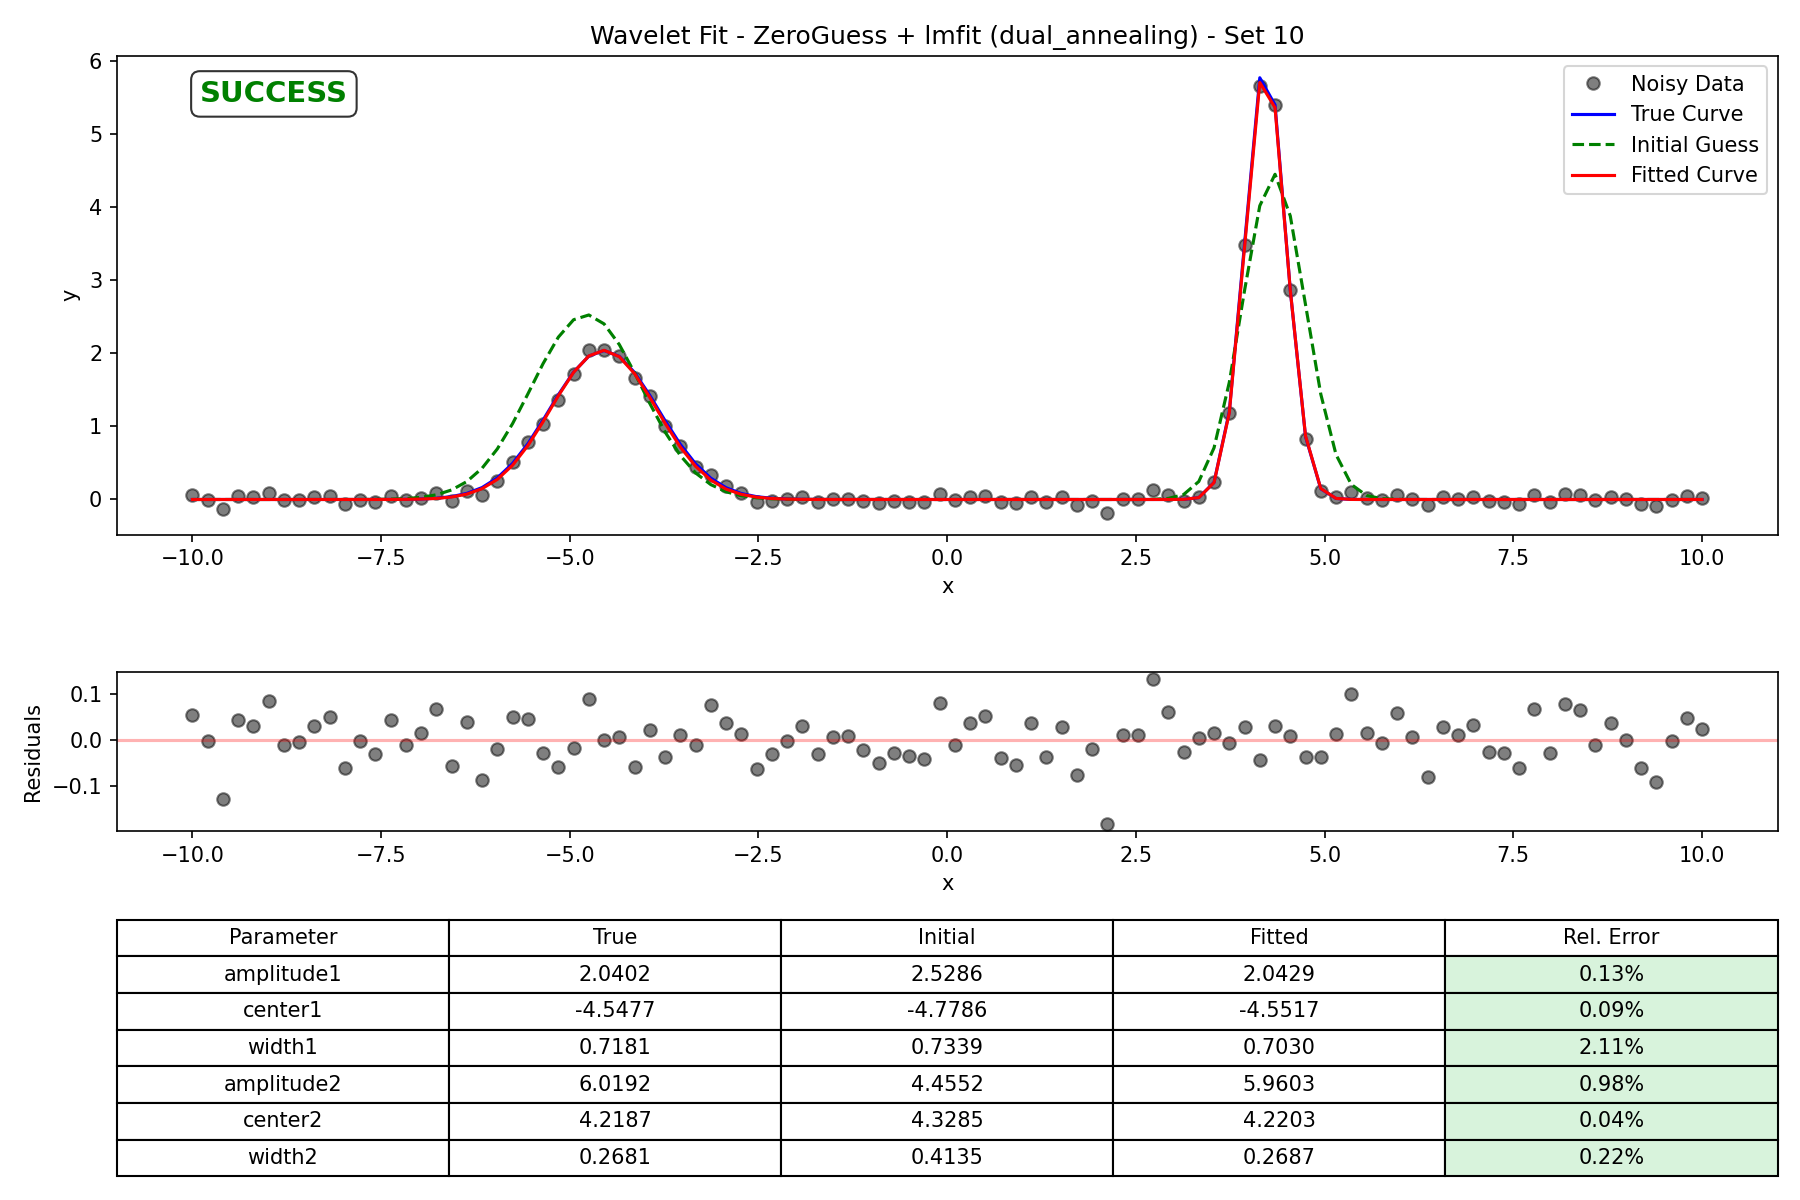 Wavelet Fit - ZeroGuess + lmfit (dual_annealing) - Set 10
SUCCESS
Noisy Data
True Curve
Initial Guess
Fitted Curve
y
6
5
4
3
2
1
0
−10.0 −7.5 −5.0 −2.5 0.0 2.5 5.0 7.5 10.0
x
Residuals
0.1
0.0
−0.1
−10.0 −7.5 −5.0 −2.5 0.0 2.5 5.0 7.5 10.0
x
Parameter True Initial Fitted Rel. Error
amplitude1 2.0402 2.5286 2.0429 0.13%
center1 -4.5477 -4.7786 -4.5517 0.09%
width1 0.7181 0.7339 0.7030 2.11%
amplitude2 6.0192 4.4552 5.9603 0.98%
center2 4.2187 4.3285 4.2203 0.04%
width2 0.2681 0.4135 0.2687 0.22%